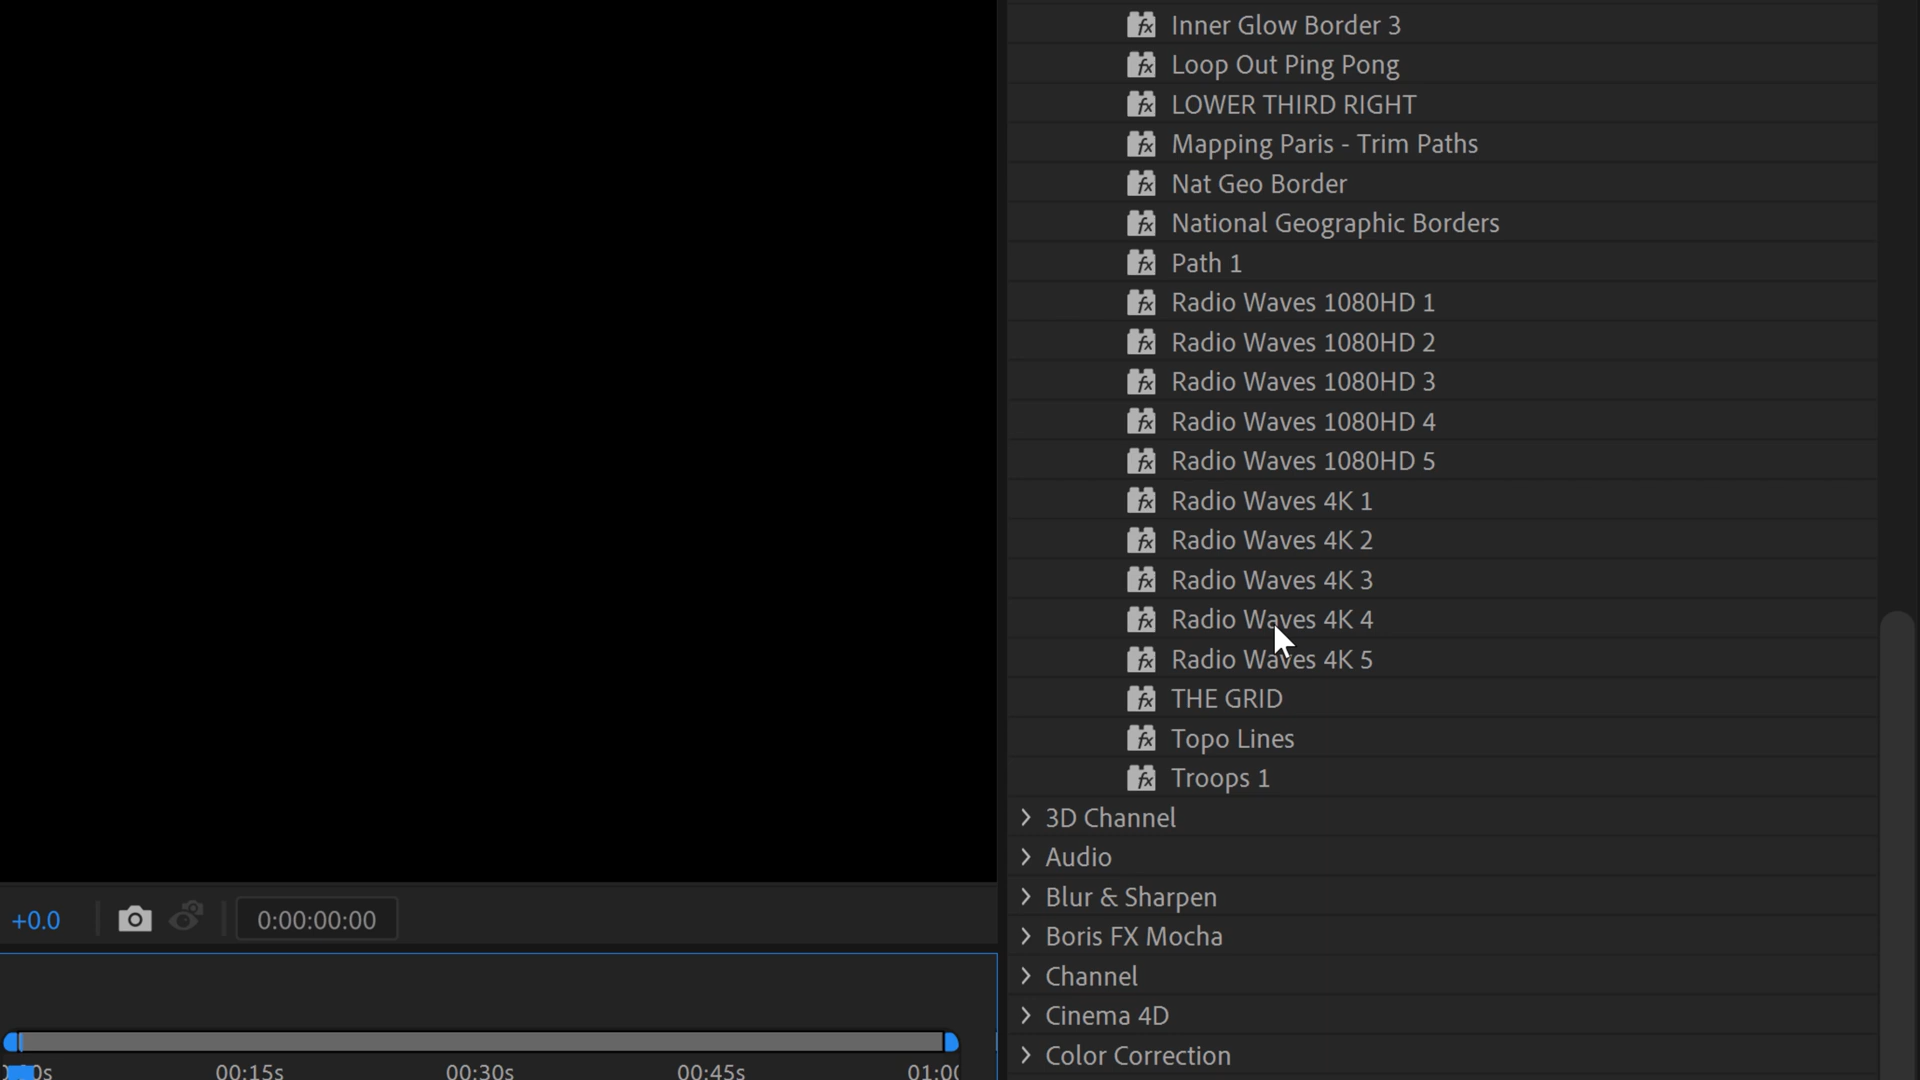 Inner Glow Border 3
Loop Out Ping Pong
LOWER THIRD RIGHT
Mapping Paris - Trim Paths
Nat Geo Border
National Geographic Borders
Path 1
Radio Waves 1080HD 1
Radio Waves 1080HD 2
Radio Waves 1080HD 3
Radio Waves 1080HD 4
Radio Waves 1080HD 5
Radio Waves 4K 1
Radio Waves 4K 2
Radio Waves 4K 3
Radio Waves 4K 4
Radio Waves 4K 5
THE GRID
Topo Lines
Troops 1
3D Channel
Audio
Blur & Sharpen
Boris FX Mocha
Channel
Cinema 4D
Color Correction
+0.0
0:00:00:00
00:15s 00:30s 00:45s